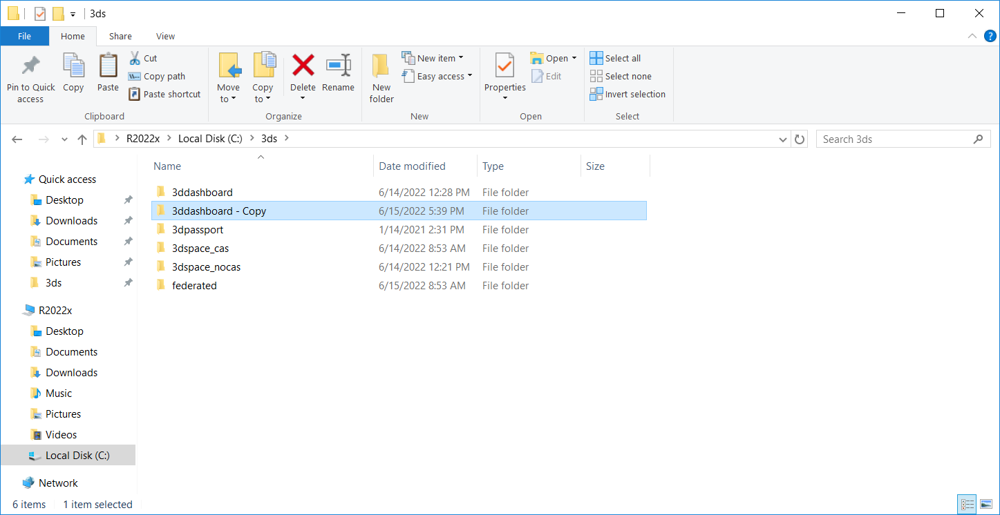 3ds
File Home Share View
Pin to Quick access
Copy
Paste
Cut
Copy path
Paste shortcut
Clipboard
Move to
Copy to
Delete
Rename
Organize
New folder
New item
Easy access
New
Properties
Open
Edit
Open
Select all
Select none
Invert selection
Select
R2022x Local Disk (C:) 3ds
Search 3ds
Quick access
Desktop
Downloads
Documents
Pictures
3ds
R2022x
Desktop
Documents
Downloads
Music
Pictures
Videos
Local Disk (C:)
Network
Name Date modified Type Size
3ddashboard 6/14/2022 12:28 PM File folder
3ddashboard - Copy 6/15/2022 5:39 PM File folder
3dpassport 1/14/2021 2:31 PM File folder
3dspace_cas 6/14/2022 8:53 AM File folder
3dspace_nocas 6/14/2022 12:21 PM File folder
federated 6/15/2022 8:53 AM File folder
6 items 1 item selected